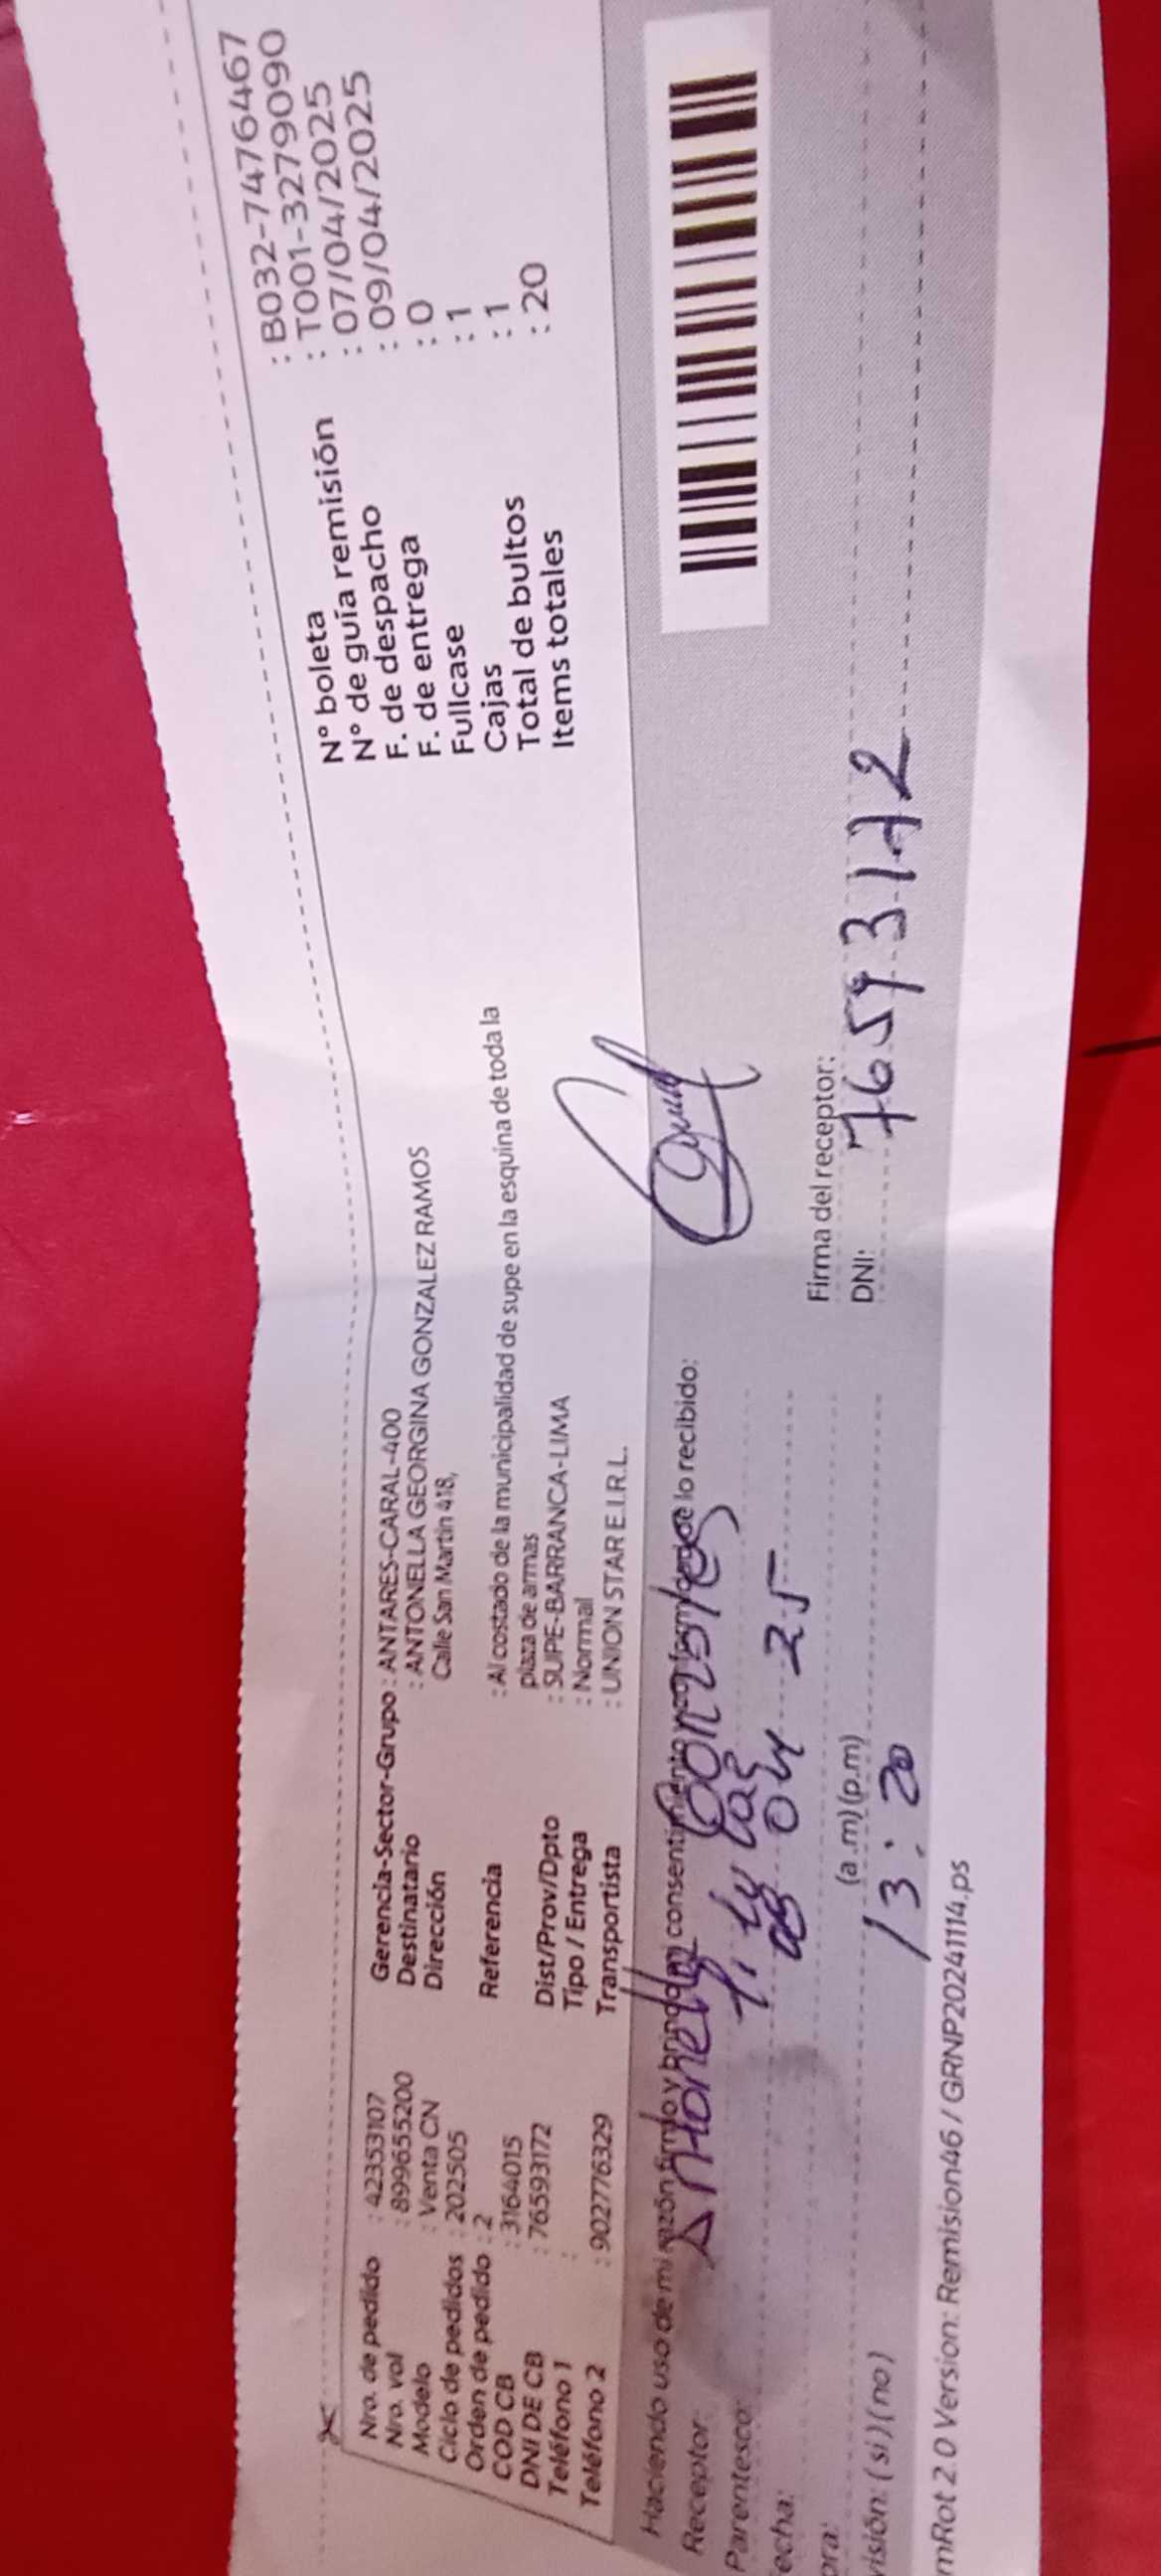 Nro. de pedido : 42353107
Nro. vol : 899655200
Modelo : Venta CN
Ciclo de pedidos : 202505
Orden de pedido : 2
COD CB : 3164015
DNI DE CB : 76593172
Teléfono 1 :
Teléfono 2 : 902776329
Gerencia-Sector-Grupo : ANTARES-CARAL-400
Destinatario : ANTONELLA GEORGINA GONZALEZ RAMOS
Dirección Calle San Martin 418,
Referencia : Al costado de la municipalidad de supe en la esquina de toda la
plaza de armas
Dist/Prov/Dpto : SUPE-BARRANCA-LIMA
Tipo / Entrega : Normal
Transportista : UNION STAR E.I.R.L.
N° boleta : B032-7476467
N° de guía remisión : T001-3279090
F. de despacho : 07/04/2025
F. de entrega : 09/04/2025
Fullcase : 0
Cajas : 1
Total de bultos : 1
Items totales : 20
Haciendo uso de mi razón firmo y brindo mi consentimiento de lo recibido:
Receptor: Antonella Gonzales
Parentesco: Titular
echa: 08 04 25
ora: 13:20 (a.m) (p.m)
visión: (si) (no)
Firma del receptor:
DNI: 76593172
mRot 2 0 Version: Remision46 / GRNP20241114.ps